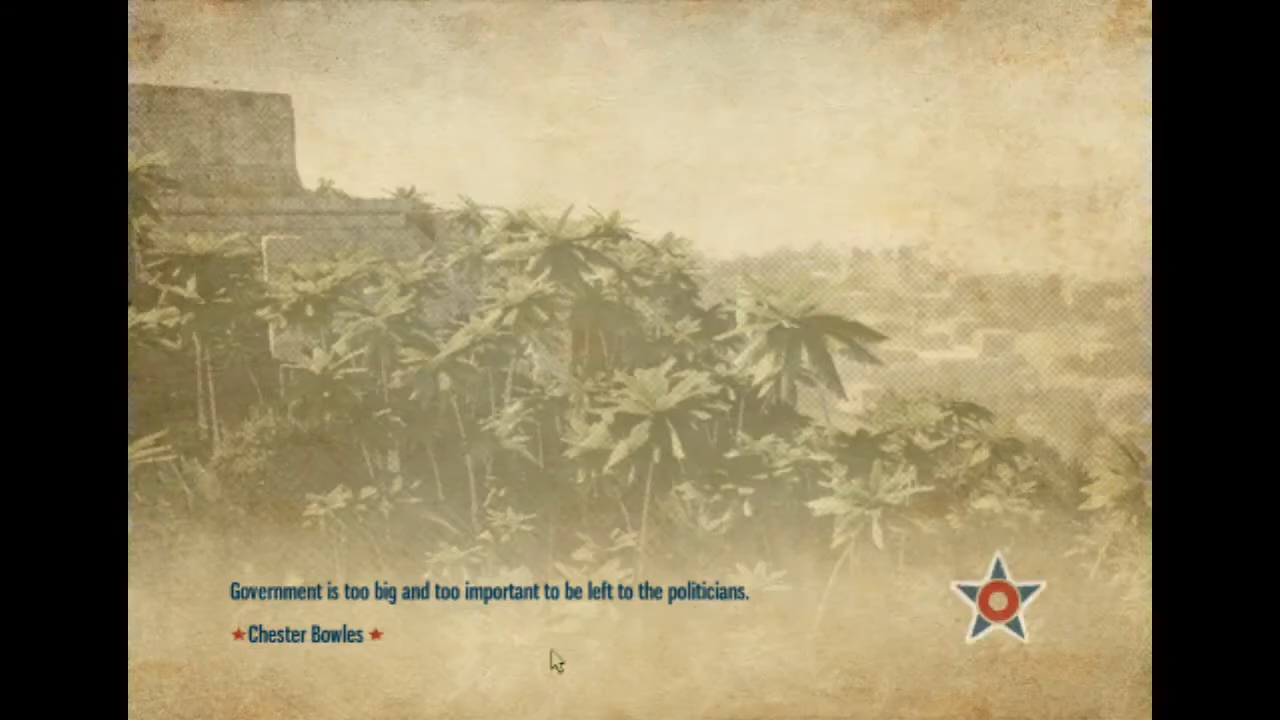 Government is too big and too important to be left to the politicians.
★Chester Bowles ★